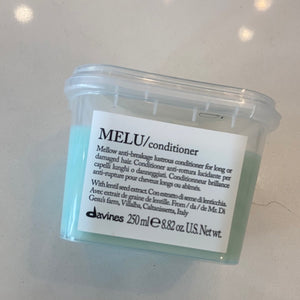 MELU/conditioner
Mellow anti-breakage lustrous conditioner for long or
damaged hair. Conditioner anti-rottura lucidante per
capelli lunghi o danneggiati. Conditionneur brillance
anti-rupture pour cheveux longs ou abîmés.
With lentil seed extract. Con estratto di seme di lenticchia.
Avec extrait de graine de lentille. From / da / de Me.Di
Gout's farm, Villalba, Caltanissetta, Italy
davines 250 ml e 8.82 oz. U.S. Net wt.